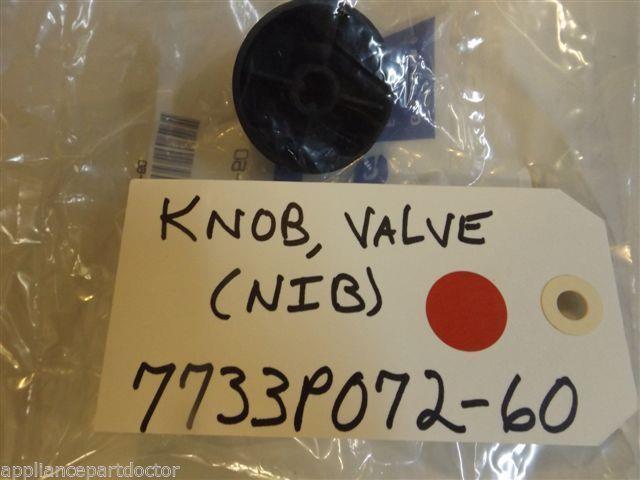 KNOB, VALVE
(NIB)
7733P072-60
appliancepartdoctor